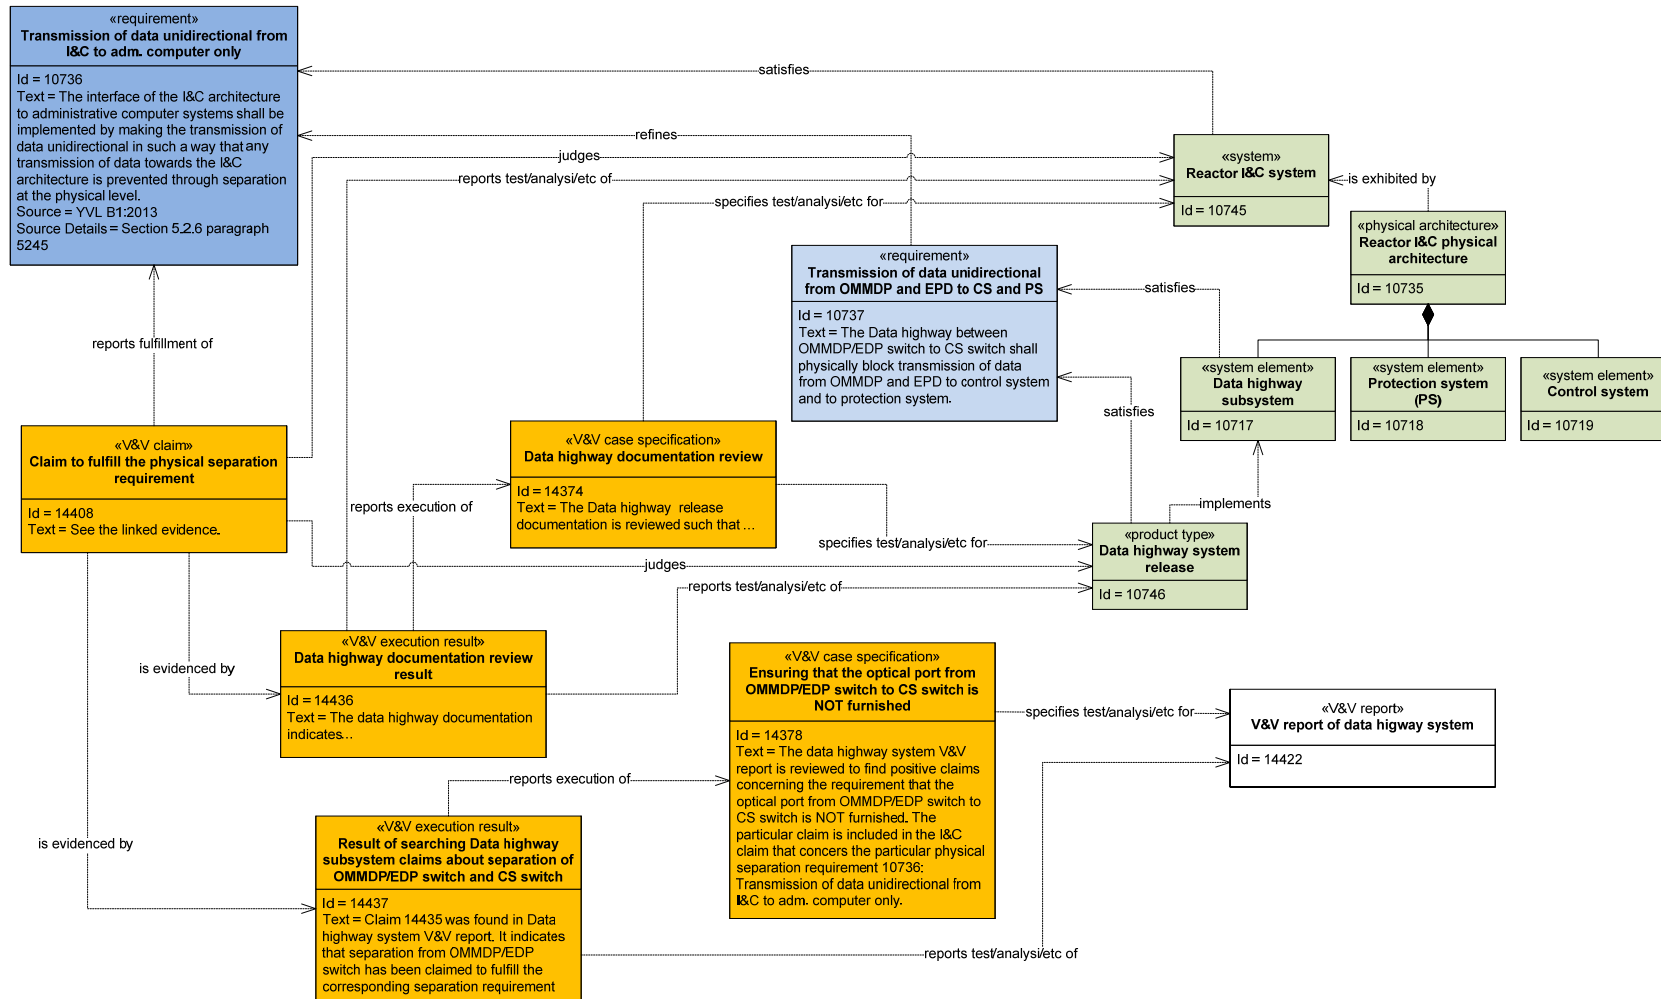 «requirement»
Transmission of data unidirectional from
I&C to adm. computer only
Id = 10736
Text = The interface of the I&C architecture
to administrative computer systems shall be
implemented by making the transmission of
data unidirectional in such a way that any
transmission of data towards the I&C
architecture is prevented through separation
at the physical level.
Source = YVL B1:2013
Source Details = Section 5.2.6 paragraph
5245
satisfies
refines
judges
reports test/analysi/etc of
specifies test/analysi/etc for
«system»
Reactor I&C system
Id = 10745
is exhibited by
«physical architecture»
Reactor I&C physical
architecture
Id = 10735
«requirement»
Transmission of data unidirectional
from OMMDP and EPD to CS and PS
Id = 10737
Text = The Data highway between
OMMDP/EDP switch to CS switch shall
physically block transmission of data
from OMMDP and EPD to control system
and to protection system.
satisfies
satisfies
«system element»
Data highway
subsystem
Id = 10717
«system element»
Protection system
(PS)
Id = 10718
«system element»
Control system
Id = 10719
implements
reports fulfillment of
«V&V claim»
Claim to fulfill the physical separation
requirement
Id = 14408
Text = See the linked evidence.
reports execution of
«V&V case specification»
Data highway documentation review
Id = 14374
Text = The Data highway release
documentation is reviewed such that ...
specifies test/analysi/etc for
judges
reports test/analysi/etc of
«product type»
Data highway system
release
Id = 10746
is evidenced by
«V&V execution result»
Data highway documentation review
result
Id = 14436
Text = The data highway documentation
indicates...
«V&V case specification»
Ensuring that the optical port from
OMMDP/EDP switch to CS switch is
NOT furnished
Id = 14378
Text = The data highway system V&V
report is reviewed to find positive claims
concerning the requirement that the
optical port from OMMDP/EDP switch to
CS switch is NOT furnished. The
particular claim is included in the I&C
claim that concers the particular physical
separation requirement 10736:
Transmission of data unidirectional from
I&C to adm. computer only.
specifies test/analysi/etc for
«V&V report»
V&V report of data higway system
Id = 14422
reports execution of
is evidenced by
«V&V execution result»
Result of searching Data highway
subsystem claims about separation of
OMMDP/EDP switch and CS switch
Id = 14437
Text = Claim 14435 was found in Data
highway system V&V report. It indicates
that separation from OMMDP/EDP
switch has been claimed to fulfill the
corresponding separation requirement
reports test/analysi/etc of